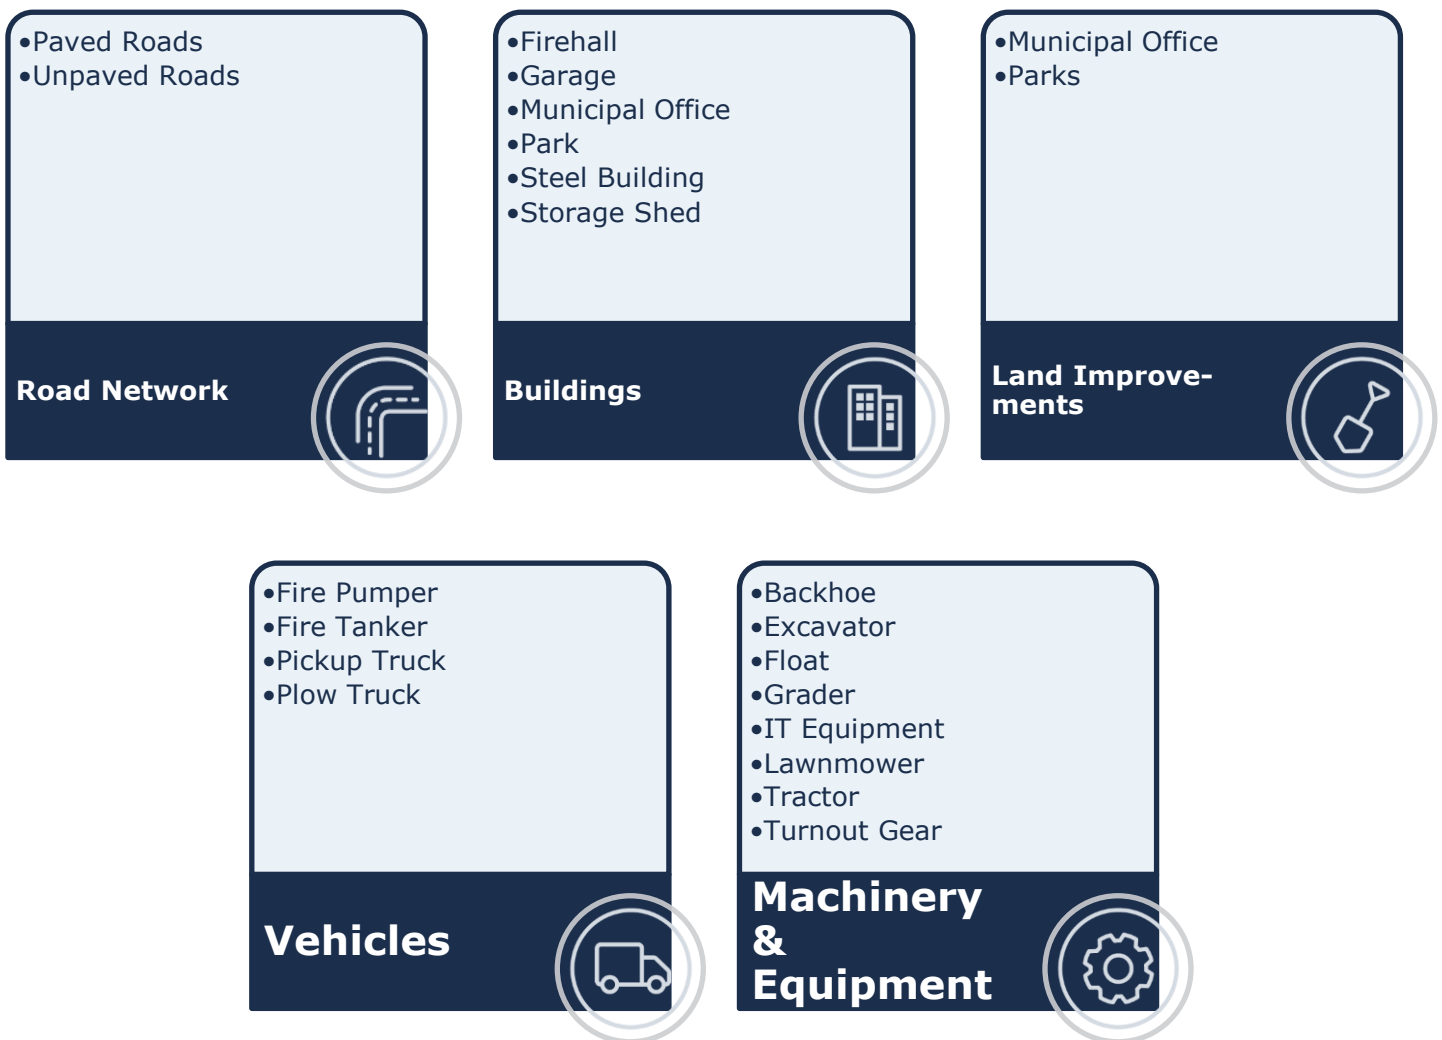 •Paved Roads
•Unpaved Roads
Road Network
•Firehall
•Garage
•Municipal Office
•Park
•Steel Building
•Storage Shed
Buildings
•Municipal Office
•Parks
Land Improve-
ments
•Fire Pumper
•Fire Tanker
•Pickup Truck
•Plow Truck
Vehicles
•Backhoe
•Excavator
•Float
•Grader
•IT Equipment
•Lawnmower
•Tractor
•Turnout Gear
Machinery
&
Equipment